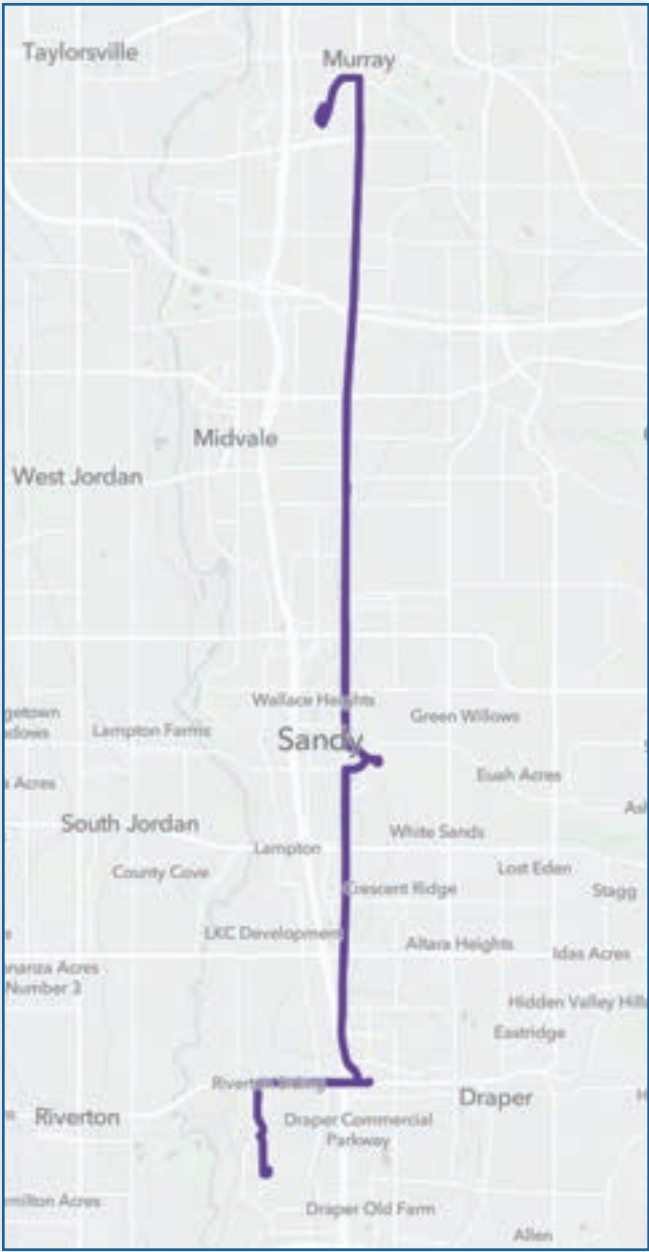 Taylorsville
Murray
Midvale
West Jordan
Wallace Heights
Green Willows
Lampton Farms
Sandy
Euah Acres
Acres
South Jordan
White Sands
Lampton
Lost Eden
County Cove
Crescent Ridge
Stagg
LKC Development
Altara Heights
Idas Acres
Number 3
Hidden Valley Hills
Eastridge
Draper
Riverton
Draper Commercial
Parkway
Draper Old Farm
Allen